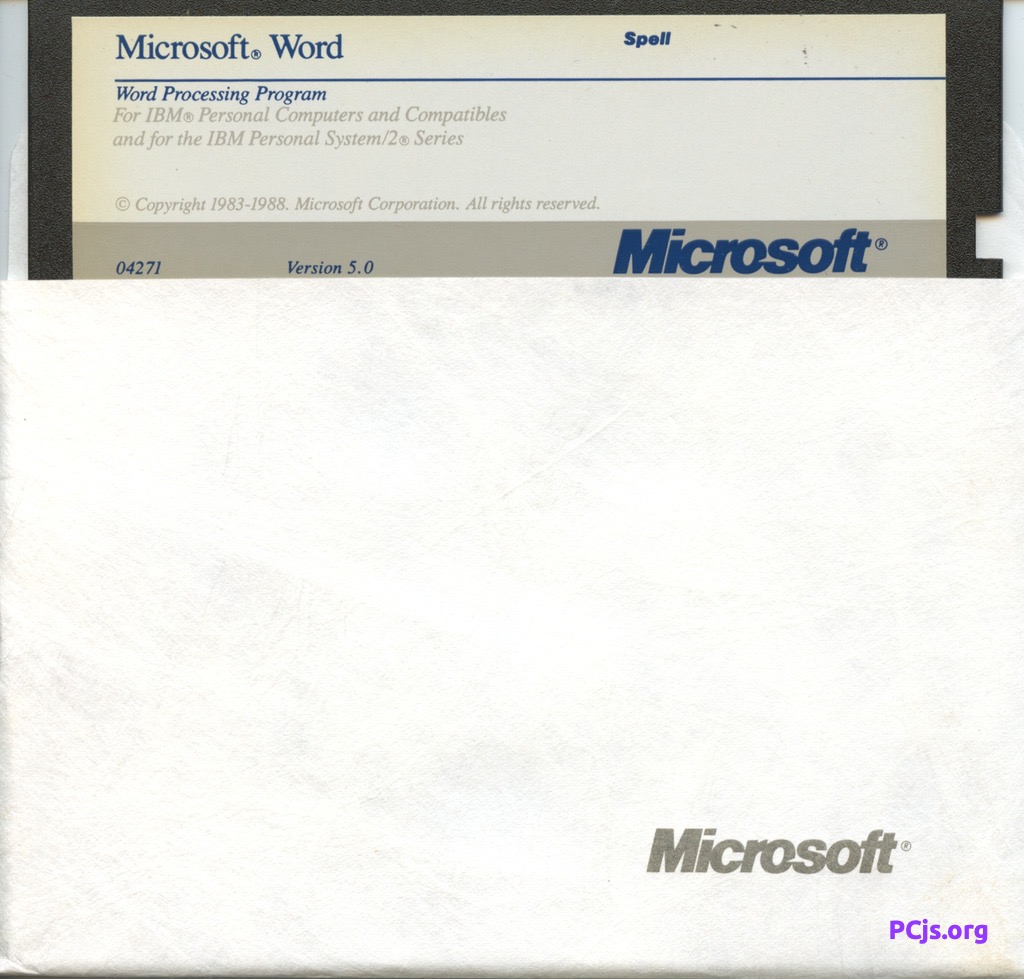 Microsoft® Word
Spell
Word Processing Program
For IBM® Personal Computers and Compatibles
and for the IBM Personal System/2® Series
© Copyright 1983-1988. Microsoft Corporation. All rights reserved.
04271 Version 5.0 Microsoft®
Microsoft®
PCjs.org